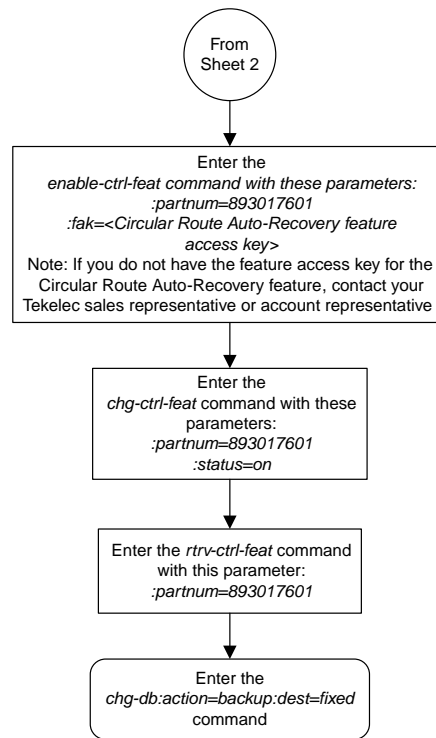 From
Sheet 2
Enter the
enable-ctrl-feat command with these parameters:
:partnum=893017601
:fak=<Circular Route Auto-Recovery feature
access key>
Note: If you do not have the feature access key for the
Circular Route Auto-Recovery feature, contact your
Tekelec sales representative or account representative
Enter the
chg-ctrl-feat command with these
parameters:
:partnum=893017601
:status=on
Enter the rtrv-ctrl-feat command
with this parameter:
:partnum=893017601
Enter the
chg-db:action=backup:dest=fixed
command